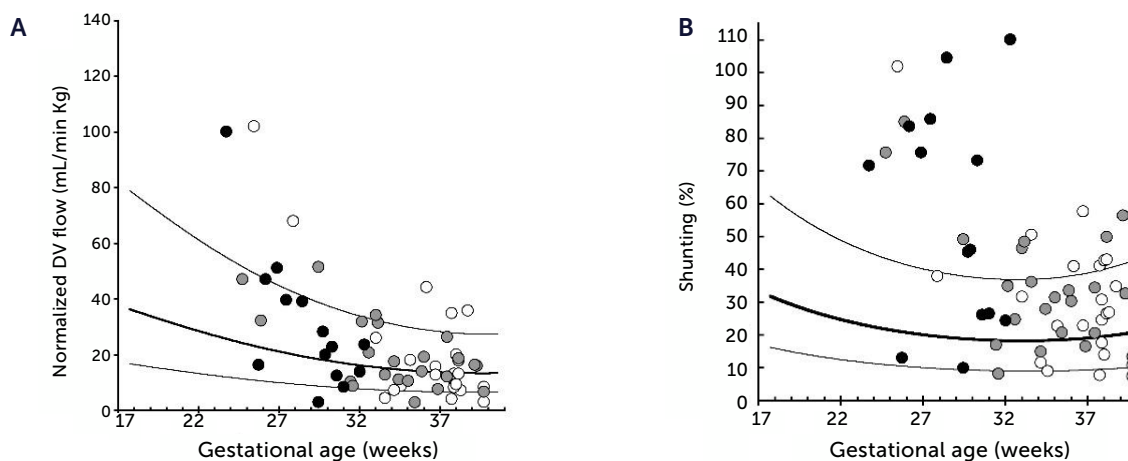 A
Normalized DV flow (mL/min Kg)
140
120
100
80
60
40
20
0
17 22 27 32 37
Gestational age (weeks)
B
Shunting (%)
110
100
90
80
70
60
50
40
30
20
10
0
17 22 27 32 37
Gestational age (weeks)